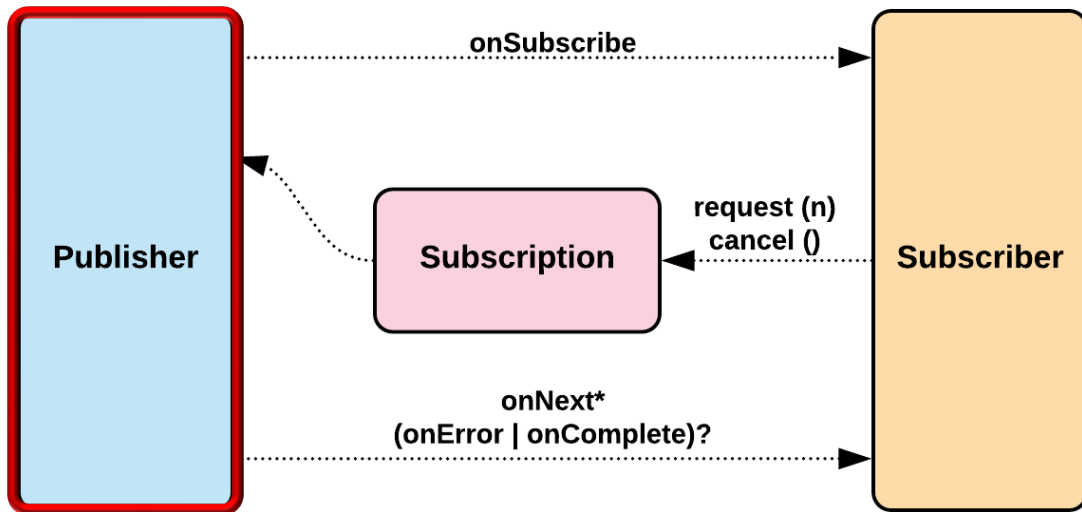 onSubscribe
Publisher
Subscription
request (n)
cancel ()
Subscriber
onNext*
(onError | onComplete)?